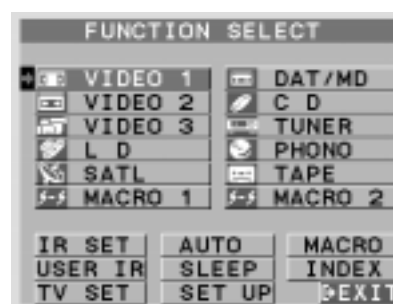 FUNCTION SELECT
VIDEO 1 DAT/MD
VIDEO 2 C D
VIDEO 3 TUNER
L D PHONO
SATL TAPE
MACRO 1 MACRO 2
IR SET AUTO MACRO
USER IR SLEEP INDEX
TV SET SET UP EXIT